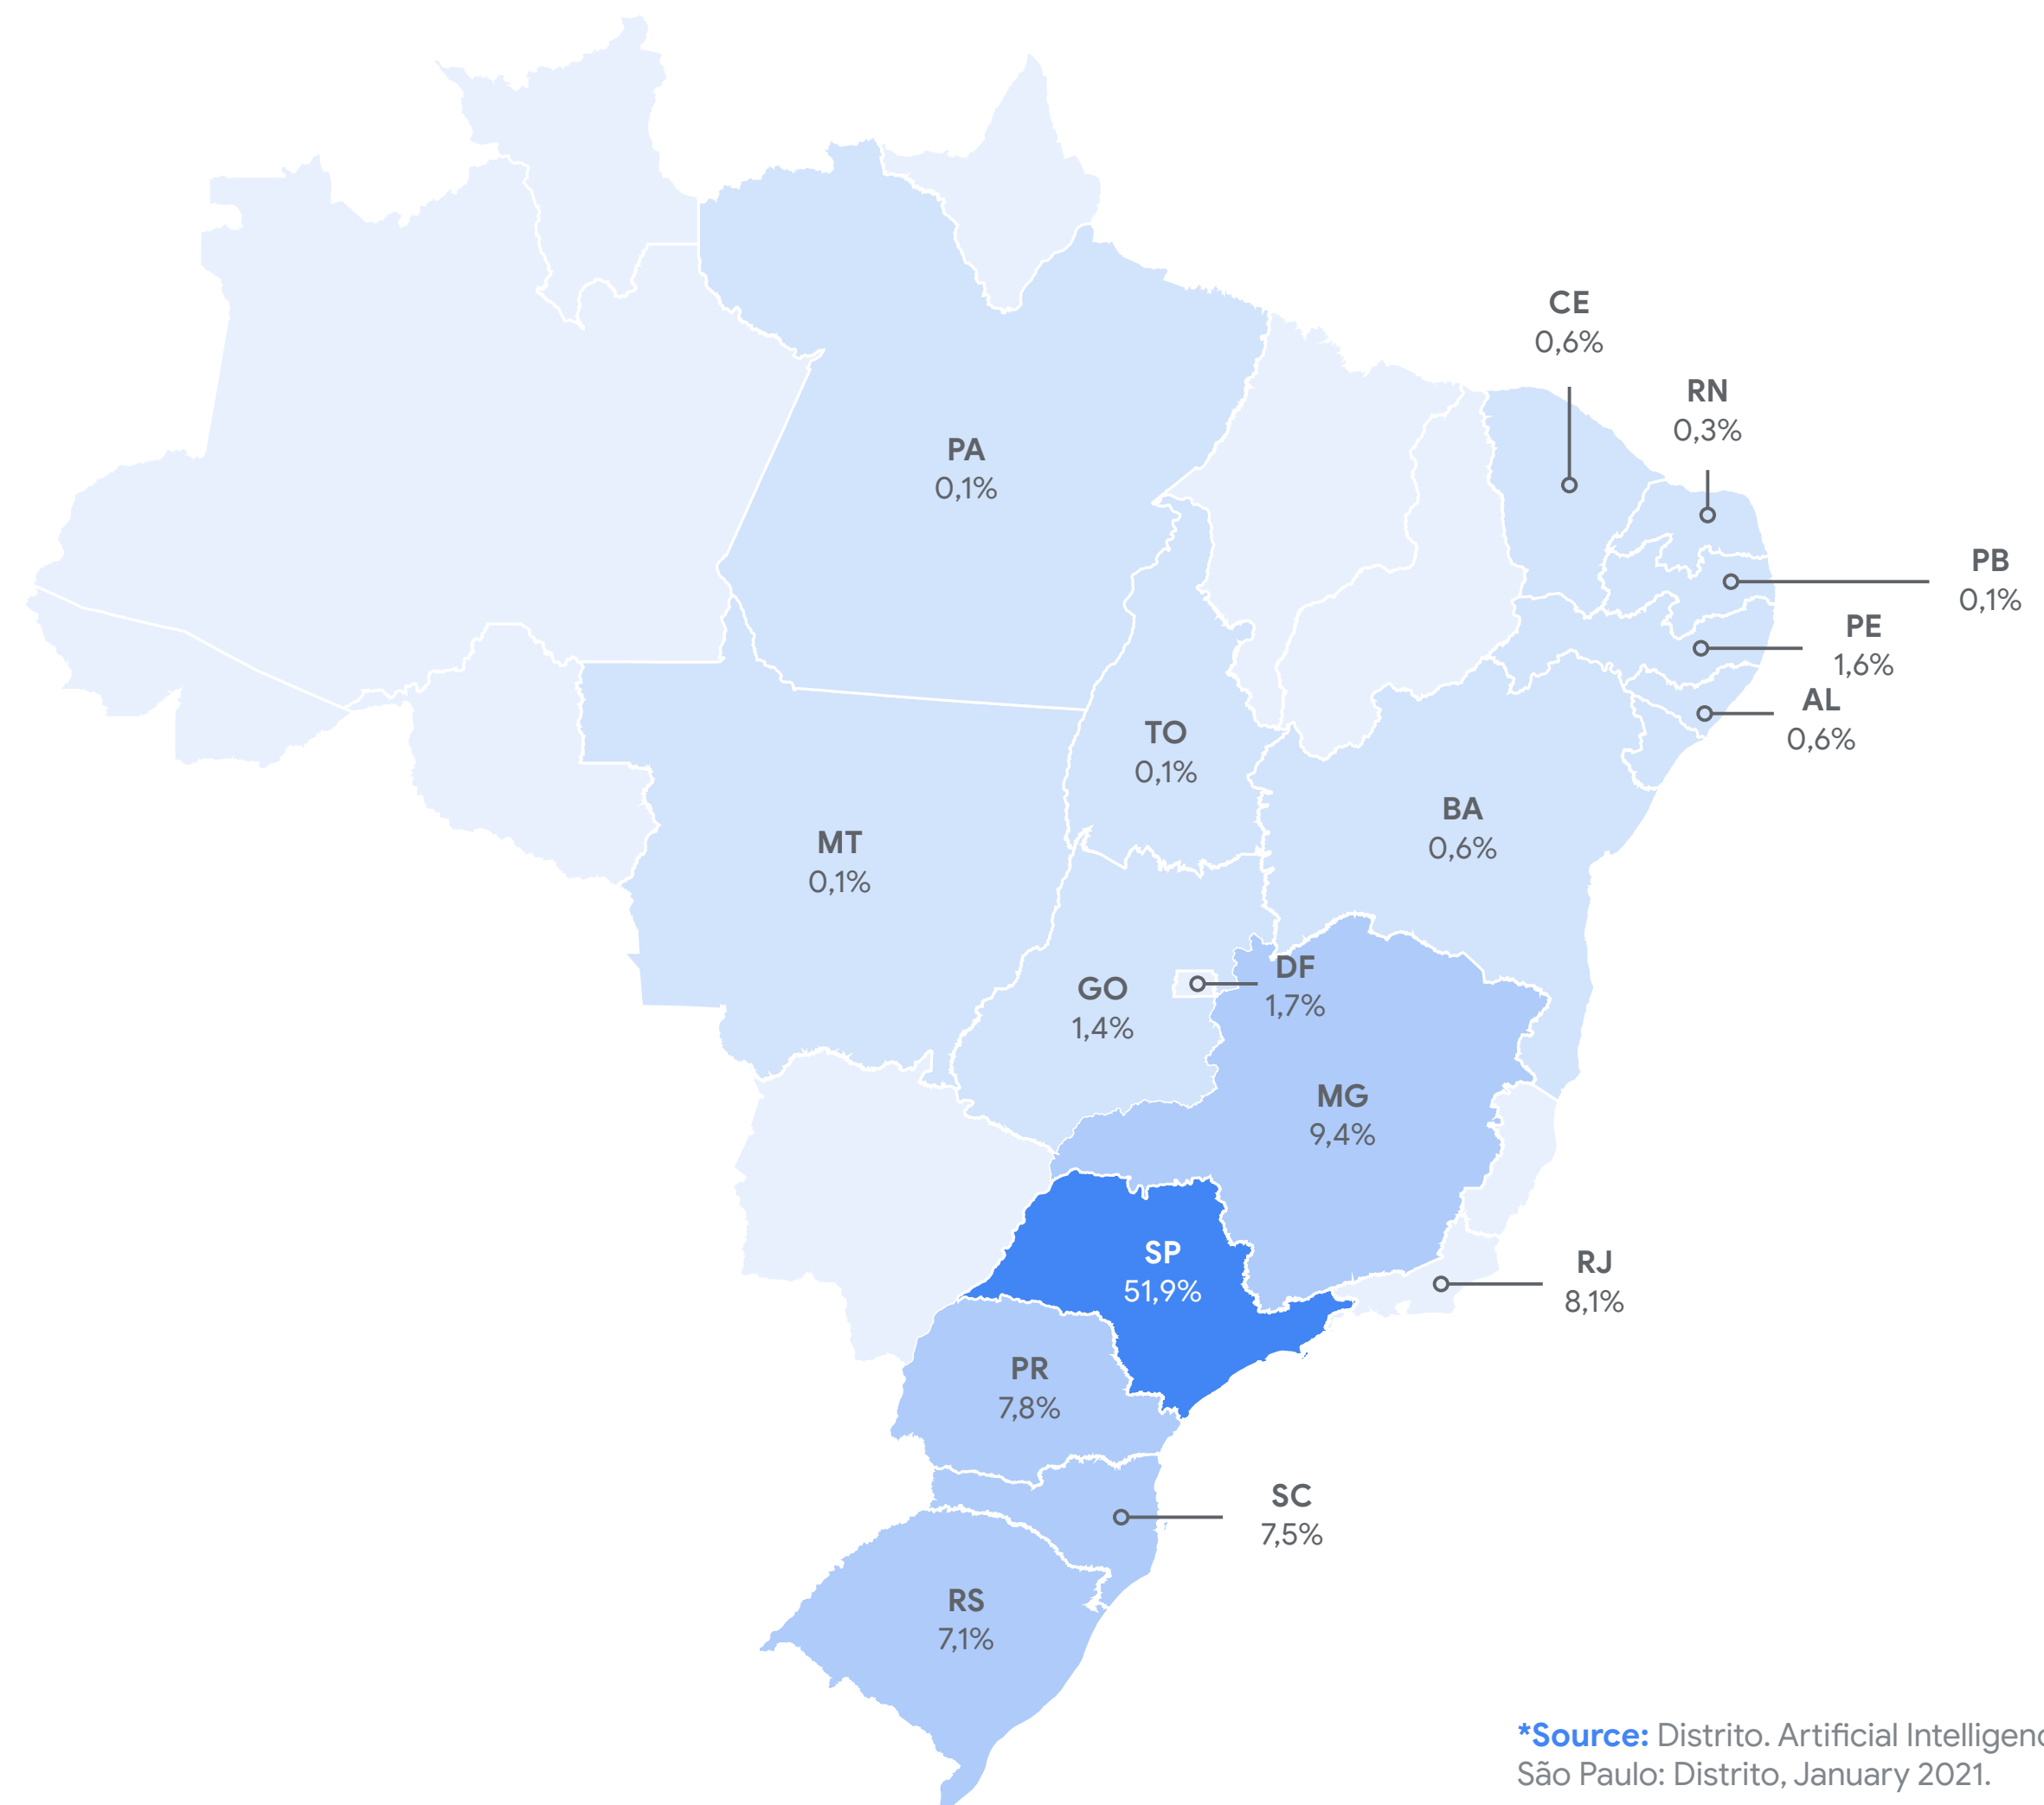 CE
0,6%
RN
0,3%
PA
0,1%
PB
0,1%
PE
1,6%
AL
0,6%
TO
0,1%
BA
0,6%
MT
0,1%
DF
1,7%
GO
1,4%
MG
9,4%
SP
51,9%
RJ
8,1%
PR
7,8%
SC
7,5%
RS
7,1%
*Source: Distrito. Artificial
São Paulo: Distrito, January 2021.